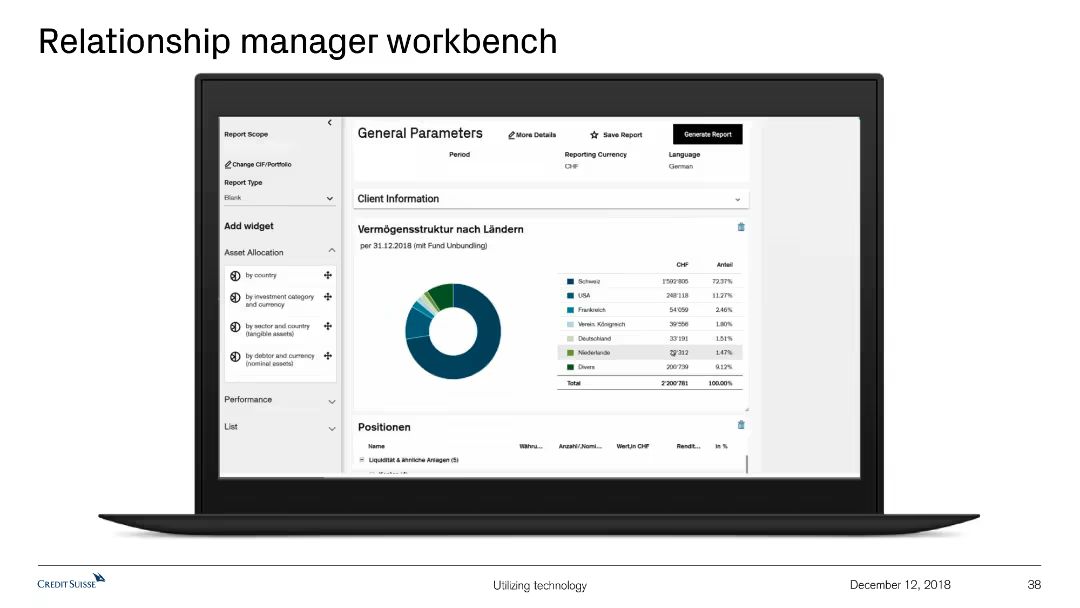 Relationship manager workbench
Report Scope
Change CIF/Portfolio
Report Type
Blank
Add widget
Asset Allocation
by country
by investment category
and currency
by sector and country
(tangible assets)
by debtor and currency
(nominal assets)
Performance
List
General Parameters More Details Save Report Generate Report
Period Reporting Currency Language
CHF German
Client Information
Vermögensstruktur nach Ländern
per 31.12.2018 (mit Fund Unbundling)
CHF Anteil
Schweiz 1'592'805 72.37%
USA 248'118 11.27%
Frankreich 54'059 2.46%
Verein. Königreich 39'556 1.80%
Deutschland 33'191 1.51%
Niederlande 1.47%
Divers 200'739 9.12%
Total 2'200'781 100.00%
Positionen
Name Währu... Anzahl/.Nomi... Wert,in CHF Rendit... in %
Liquidität & ähnliche Anlagen (5)
CREDIT SUISSE Utilizing technology December 12, 2018 38